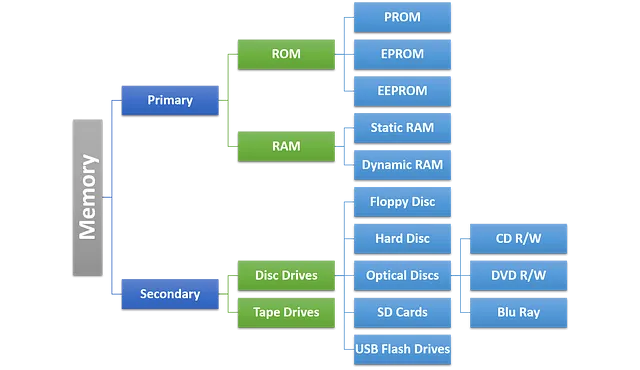 Memory
Primary
ROM
PROM
EPROM
EEPROM
RAM
Static RAM
Dynamic RAM
Secondary
Disc Drives
Floppy Disc
Hard Disc
Optical Discs
CD R/W
DVD R/W
Blu Ray
SD Cards
USB Flash Drives
Tape Drives